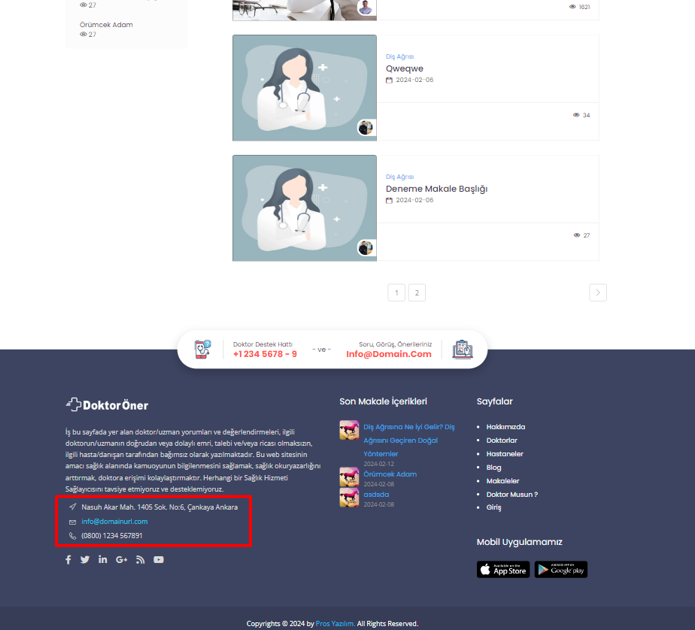 27
Örümcek Adam
27
1621
Diş Ağrısı
Qweqwe
2024-02-06
34
Diş Ağrısı
Deneme Makale Başlığı
2024-02-06
27
1 2
Doktor Destek Hattı
+1 234 5678 - 9
- ve -
Soru, Görüş, Önerileriniz
Info@Domain.Com
DoktorÖner
İş bu sayfada yer alan doktor/uzman yorumları ve değerlendirmeleri, ilgili
doktorun/uzmanın doğrudan veya dolaylı emri, talebi ve/veya ricası olmaksızın,
ilgili hasta/danışan tarafından bağımsız olarak yazılmaktadır. Bu web sitesinin
amacı sağlık alanında kamuoyunun bilgilenmesini sağlamak, sağlık okuryazarlığını
arttırmak, doktora erişimi kolaylaştırmaktır. Herhangi bir Sağlık Hizmeti
Sağlayıcısını tavsiye etmiyoruz ve desteklemiyoruz.
Nasuh Akar Mah. 1405 Sok. No:6, Çankaya Ankara
info@domainurl.com
(0800) 1234 567891
Son Makale İçerikleri
Diş Ağrısına Ne İyi Gelir? Diş
Ağrısını Geçiren Doğal
Yöntemler
2024-02-12
Örümcek Adam
2024-02-08
asdsda
2024-02-08
Sayfalar
Hakkımızda
Doktorlar
Hastaneler
Blog
Makaleler
Doktor Musun ?
Giriş
Mobil Uygulamamız
Available on the
App Store
Google play
Copyrights © 2024 by Pros Yazılım. All Rights Reserved.